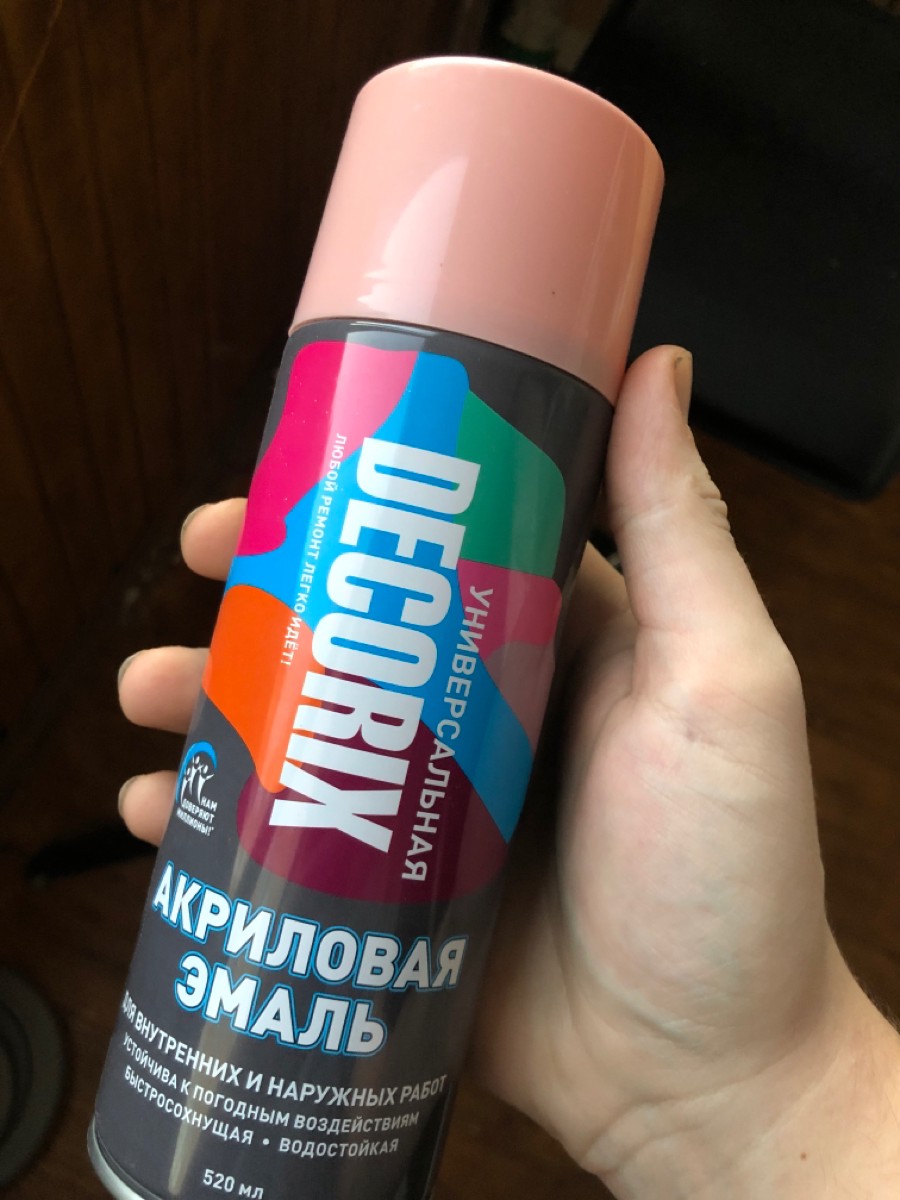 DECORIX
УНИВЕРСАЛЬНАЯ
ЛЮБОЙ РЕМОНТ ЛЕГКО ИДЁТ!
НАМ
ДОВЕРЯЮТ
МИЛЛИОНЫ!
АКРИЛОВАЯ
ЭМАЛЬ
ДЛЯ ВНУТРЕННИХ И НАРУЖНЫХ РАБОТ
УСТОЙЧИВА К ПОГОДНЫМ ВОЗДЕЙСТВИЯМ
БЫСТРОСОХНУЩАЯ • ВОДОСТОЙКАЯ
520 МЛ